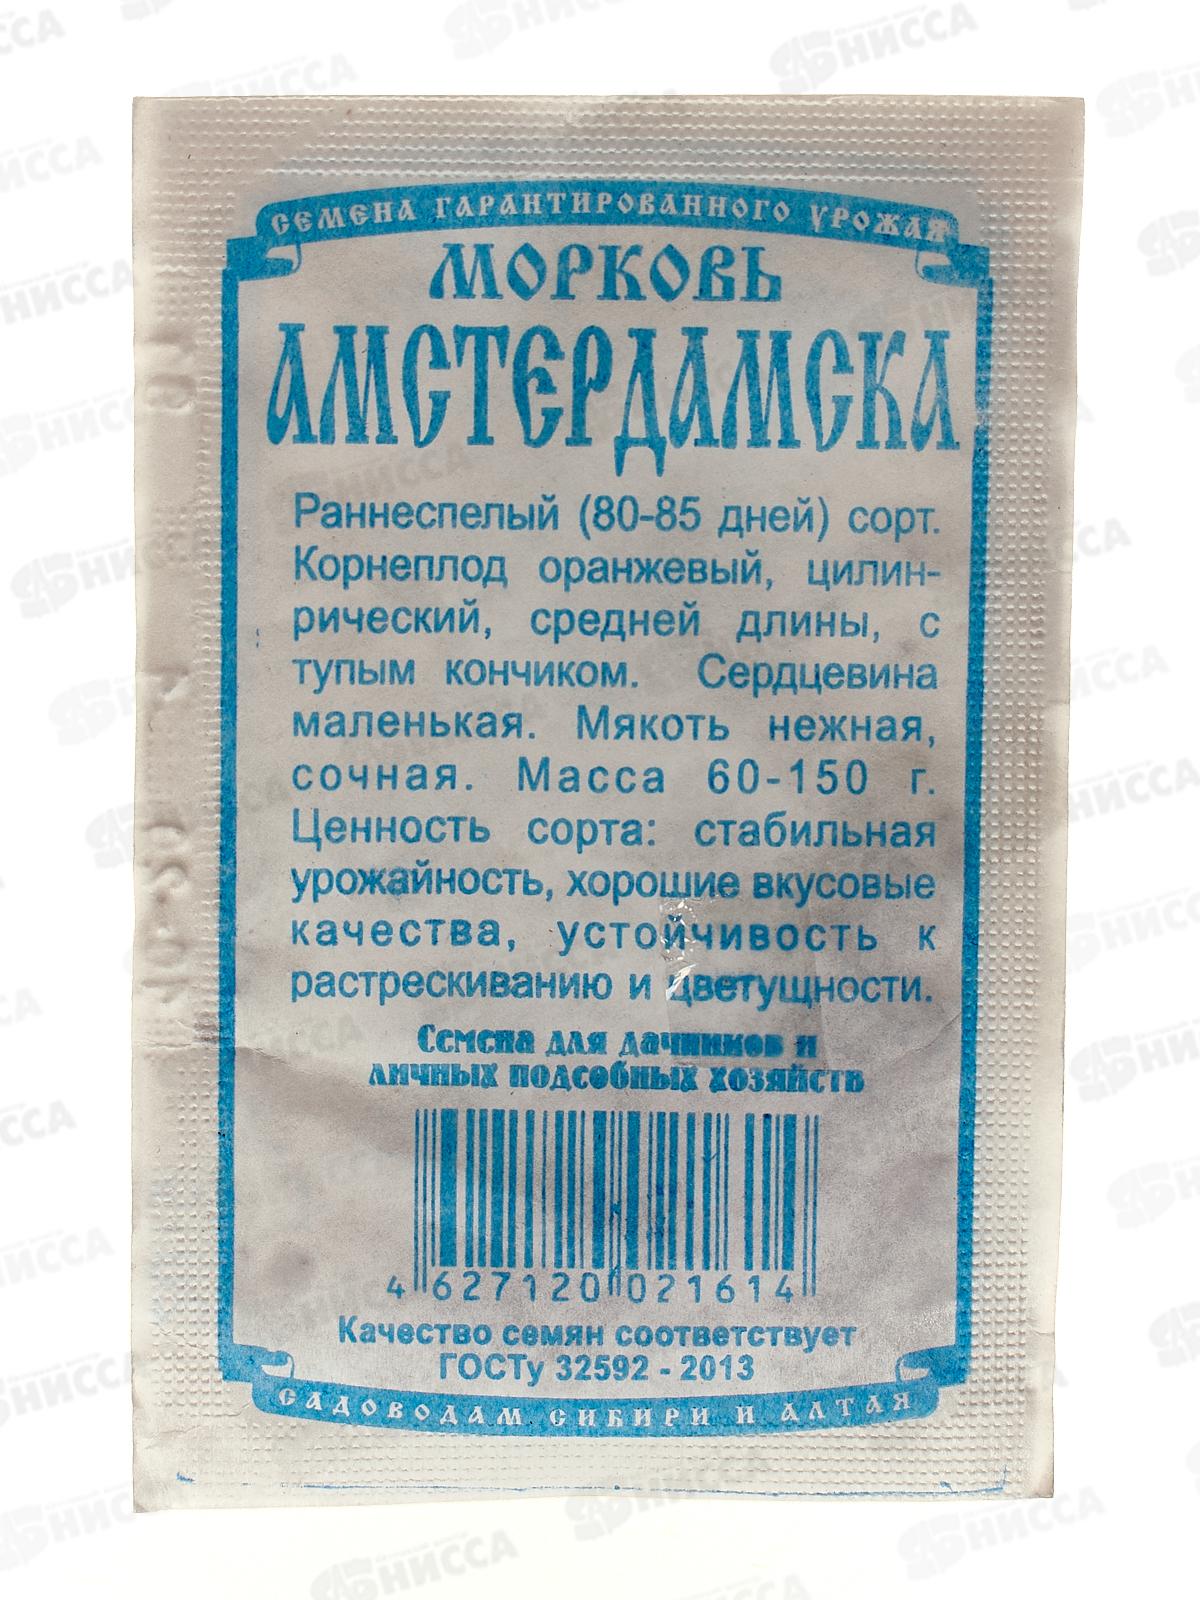 СЕМЕНА ГАРАНТИРОВАННОГО УРОЖАЯ
МОРКОВЬ
АМСТЕРДАМСКА
Раннеспелый (80-85 дней) сорт.
Корнеплод оранжевый, цилин-
рический, средней длины, с
тупым кончиком. Сердцевина
маленькая. Мякоть нежная,
сочная. Масса 60-150 г.
Ценность сорта: стабильная
урожайность, хорошие вкусовые
качества, устойчивость к
растрескиванию и цветущности.
Семена для дачников и
личных подсобных хозяйств
4 627120 021614
Качество семян соответствует
ГОСТу 32592 - 2013
САДОВОДАМ СИБИРИ И АЛТАЯ
НИССА